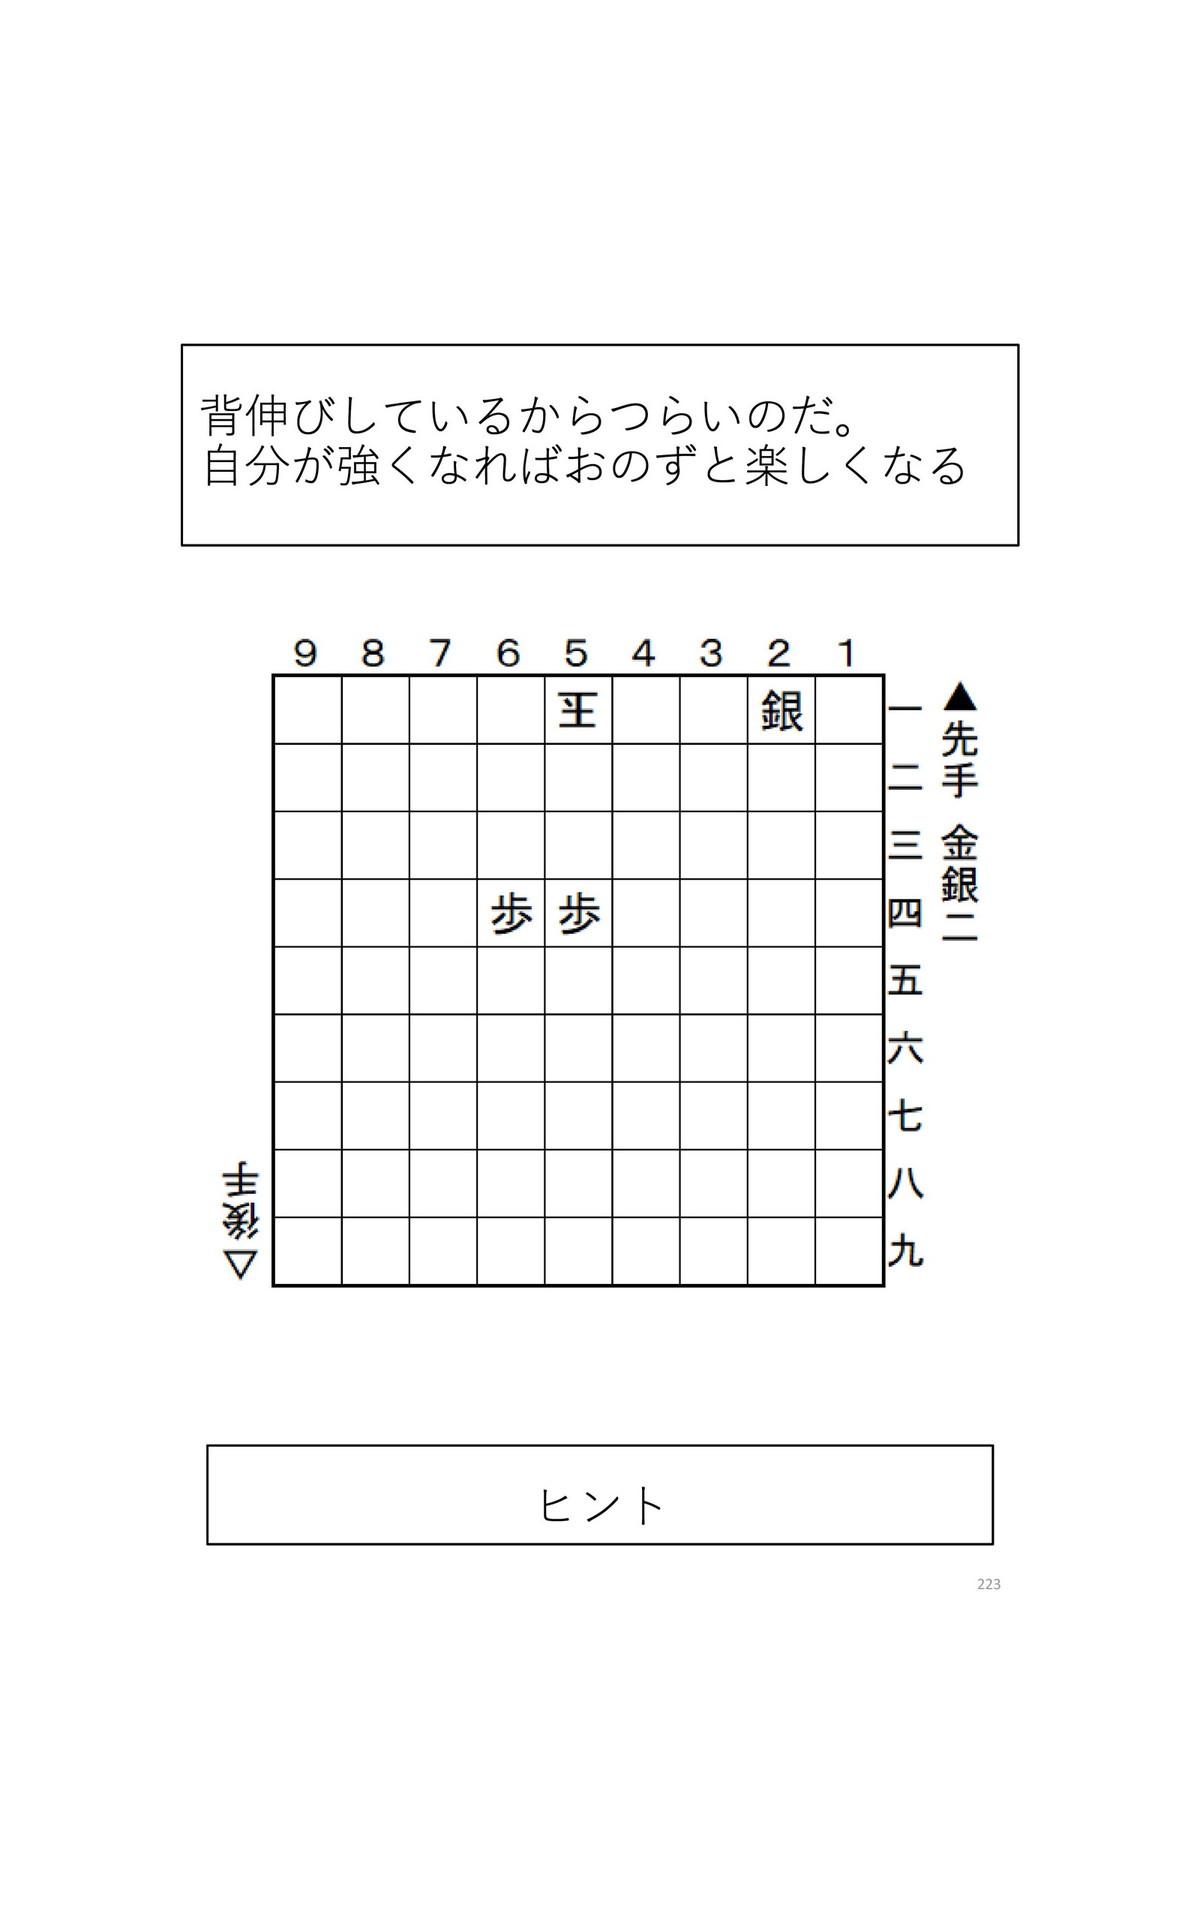 背伸びしているからつらいのだ。
自分が強くなればおのずと楽しくなる
9 8 7 6 5 4 3 2 1
王 銀 一
二
三
歩 歩 四
五
六
七
八
九
▲先手 金銀二
△後手
ヒント
223